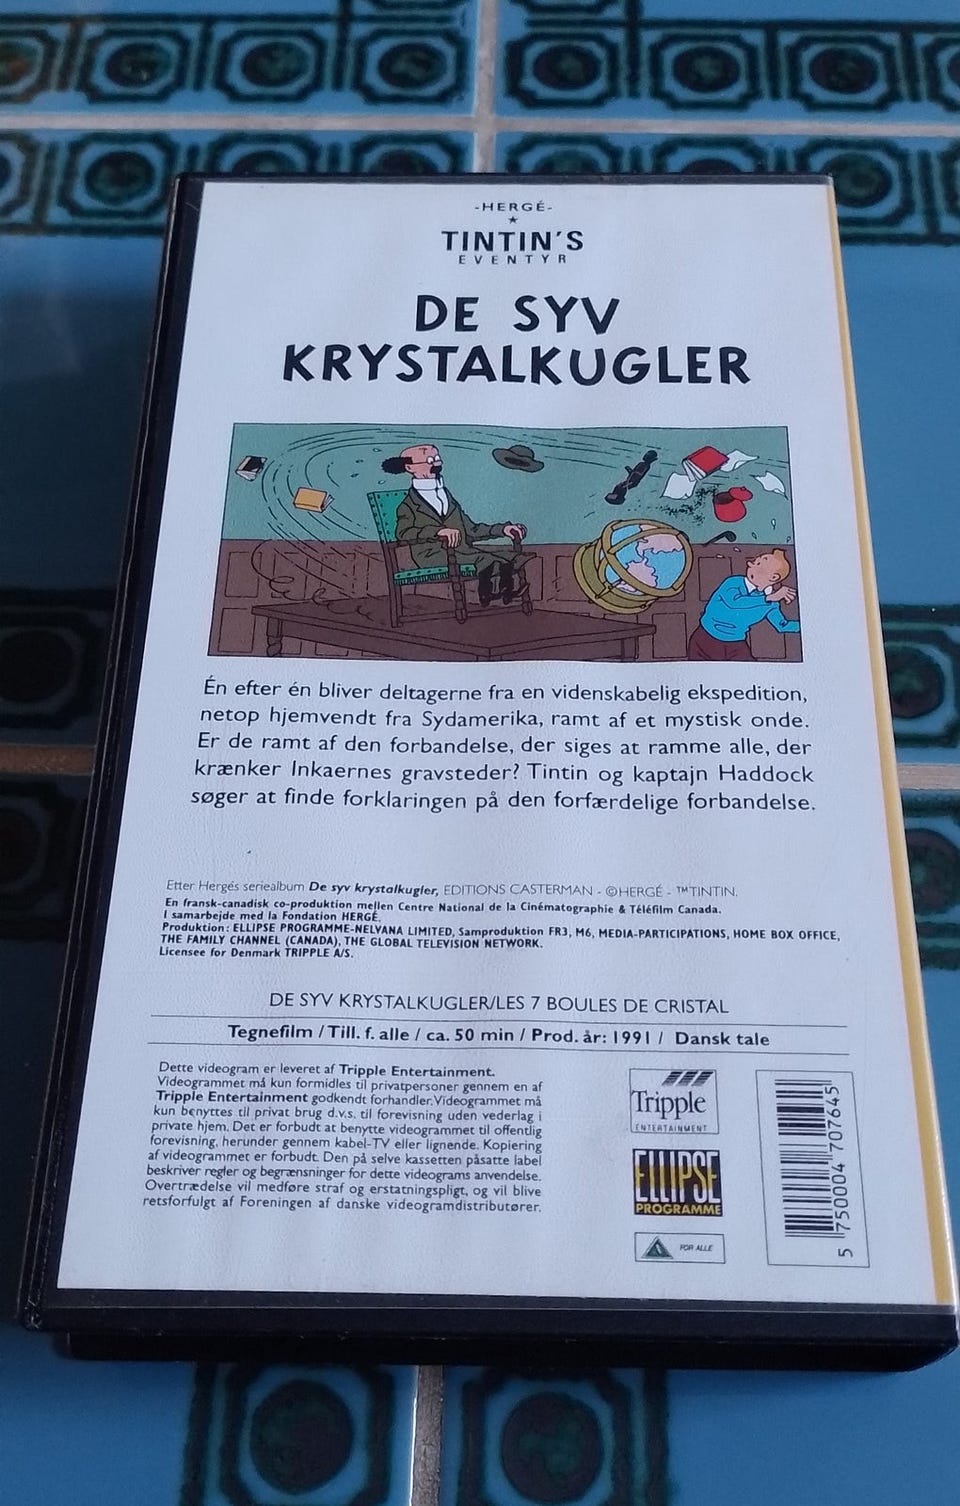 -HERGÉ-
TINTIN'S
EVENTYR
DE SYV
KRYSTALKUGLER
Én efter én bliver deltagerne fra en videnskabelig ekspedition,
netop hjemvendt fra Sydamerika, ramt af et mystisk onde.
Er de ramt af den forbandelse, der siges at ramme alle, der
krænker Inkaernes gravsteder? Tintin og kaptajn Haddock
søger at finde forklaringen på den forfærdelige forbandelse.
Etter Hergés seriealbum De syv krystalkugler, EDITIONS CASTERMAN - ©HERGÉ - ™TINTIN.
En fransk-canadisk co-produktion mellen Centre National de la Cinématographie & Téléfilm Canada.
I samarbejde med la Fondation HERGÉ.
Produktion: ELLIPSE PROGRAMME-NELVANA LIMITED, Samproduktion FR3, M6, MEDIA-PARTICIPATIONS, HOME BOX OFFICE,
THE FAMILY CHANNEL (CANADA), THE GLOBAL TELEVISION NETWORK.
Licensee for Denmark TRIPPLE A/S.
DE SYV KRYSTALKUGLER/LES 7 BOULES DE CRISTAL
Tegnefilm / Till. f. alle / ca. 50 min / Prod. år: 1991 / Dansk tale
Dette videogram er leveret af Tripple Entertainment.
Videogrammet må kun formidles til privatpersoner gennem en af
Tripple Entertainment godkendt forhandler. Videogrammet må
kun benyttes til privat brug d.v.s. til forevisning uden vederlag i
private hjem. Det er forbudt at benytte videogrammet til offentlig
forevisning, herunder gennem kabel-TV eller lignende. Kopiering
af videogrammet er forbudt. Den på selve kassetten påsatte label
beskriver regler og begrænsninger for dette videograms anvendelse.
Overtrædelse vil medføre straf og erstatningspligt, og vil blive
retsforfulgt af Foreningen af danske videogramdistributører.
Tripple
ENTERTAINMENT
ELLIPSE
PROGRAMME
FOR ALLE
5 750004 707645